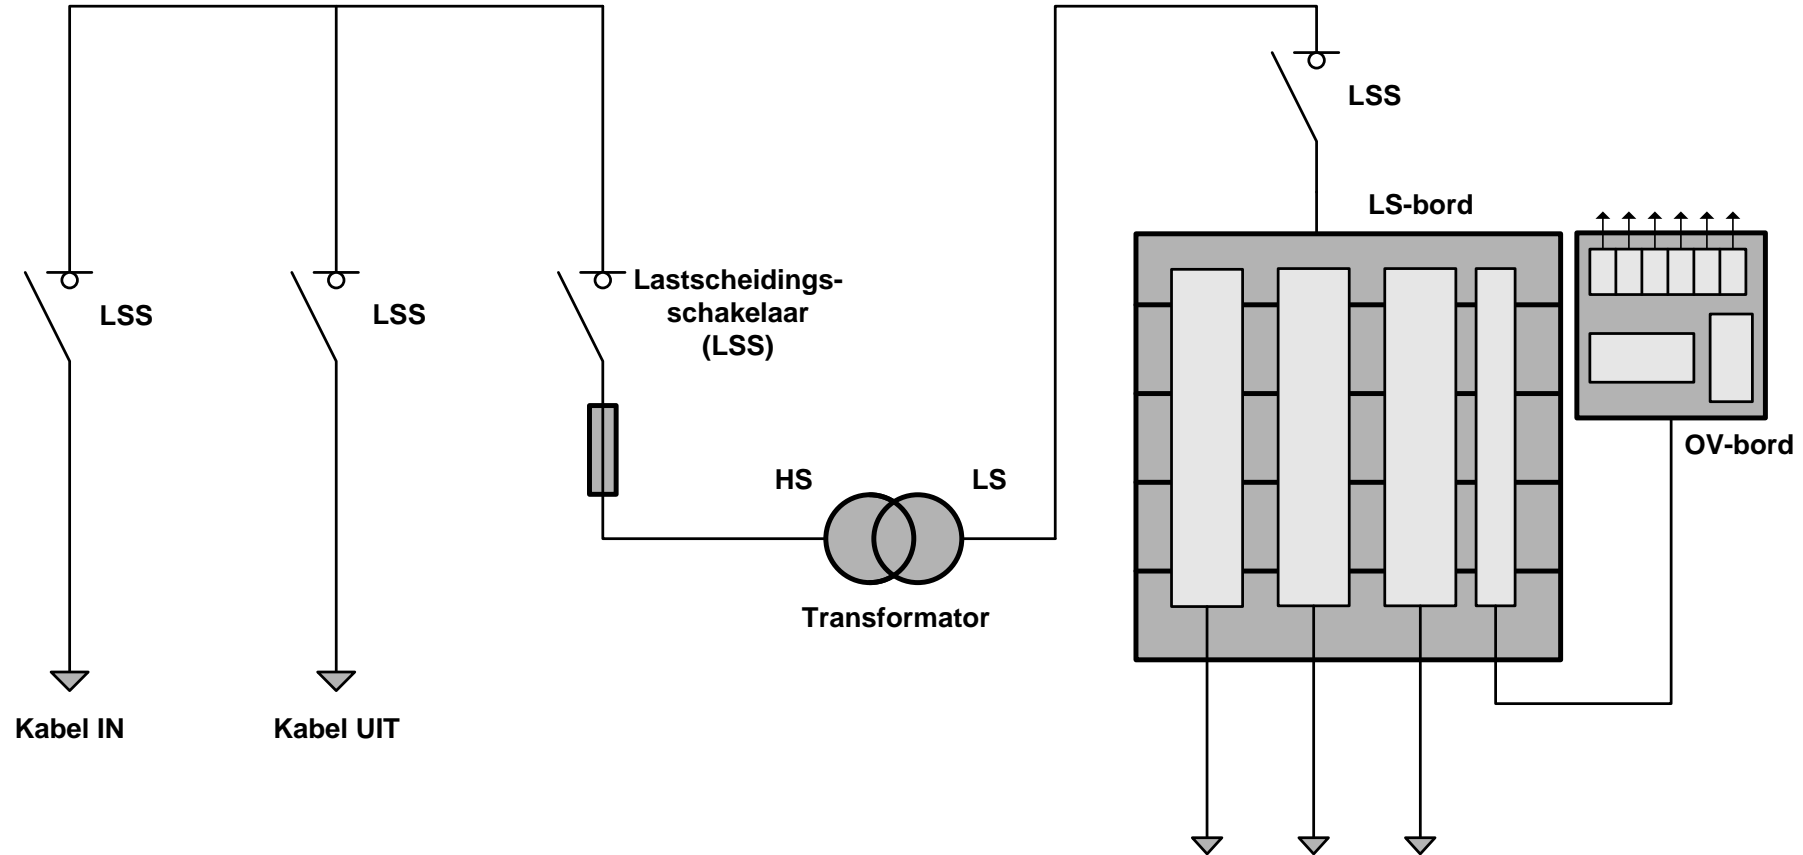 LSS
LS-bord
Lastscheidings-
schakelaar
(LSS)
LSS
LSS
OV-bord
HS
LS
Transformator
Kabel IN
Kabel UIT